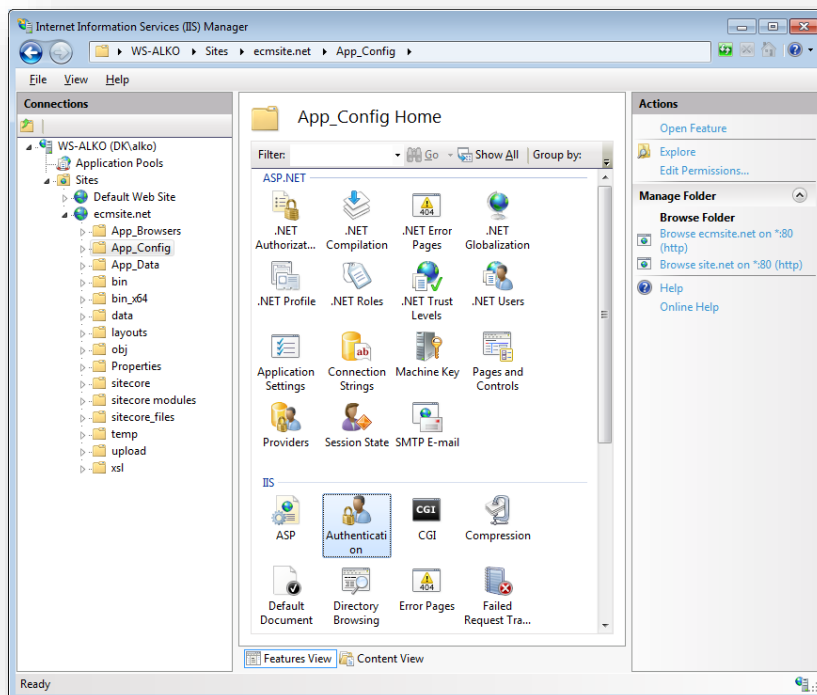 Internet Information Services (IIS) Manager
WS-ALKO Sites ecmsite.net App_Config
File View Help
Connections
WS-ALKO (DK\alko)
Application Pools
Sites
Default Web Site
ecmsite.net
App_Browsers
App_Config
App_Data
bin
bin_x64
data
layouts
obj
Properties
sitecore
sitecore modules
sitecore_files
temp
upload
xsl
App_Config Home
Filter: Go Show All Group by:
ASP.NET
.NET Authorizat...
.NET Compilation
.NET Error Pages
404
.NET Globalization
.NET Profile
.NET Roles
.NET Trust Levels
.NET Users
Application Settings
ab
Connection Strings
Machine Key
Pages and Controls
Providers
Session State
SMTP E-mail
IIS
ASP
Authenticati
on
CGI
CGI
Compression
Default Document
Directory Browsing
404
Error Pages
Failed Request Tra...
Features View Content View
Actions
Open Feature
Explore
Edit Permissions...
Manage Folder
Browse Folder
Browse ecmsite.net on *:80
(http)
Browse site.net on *:80 (http)
Help
Online Help
Ready